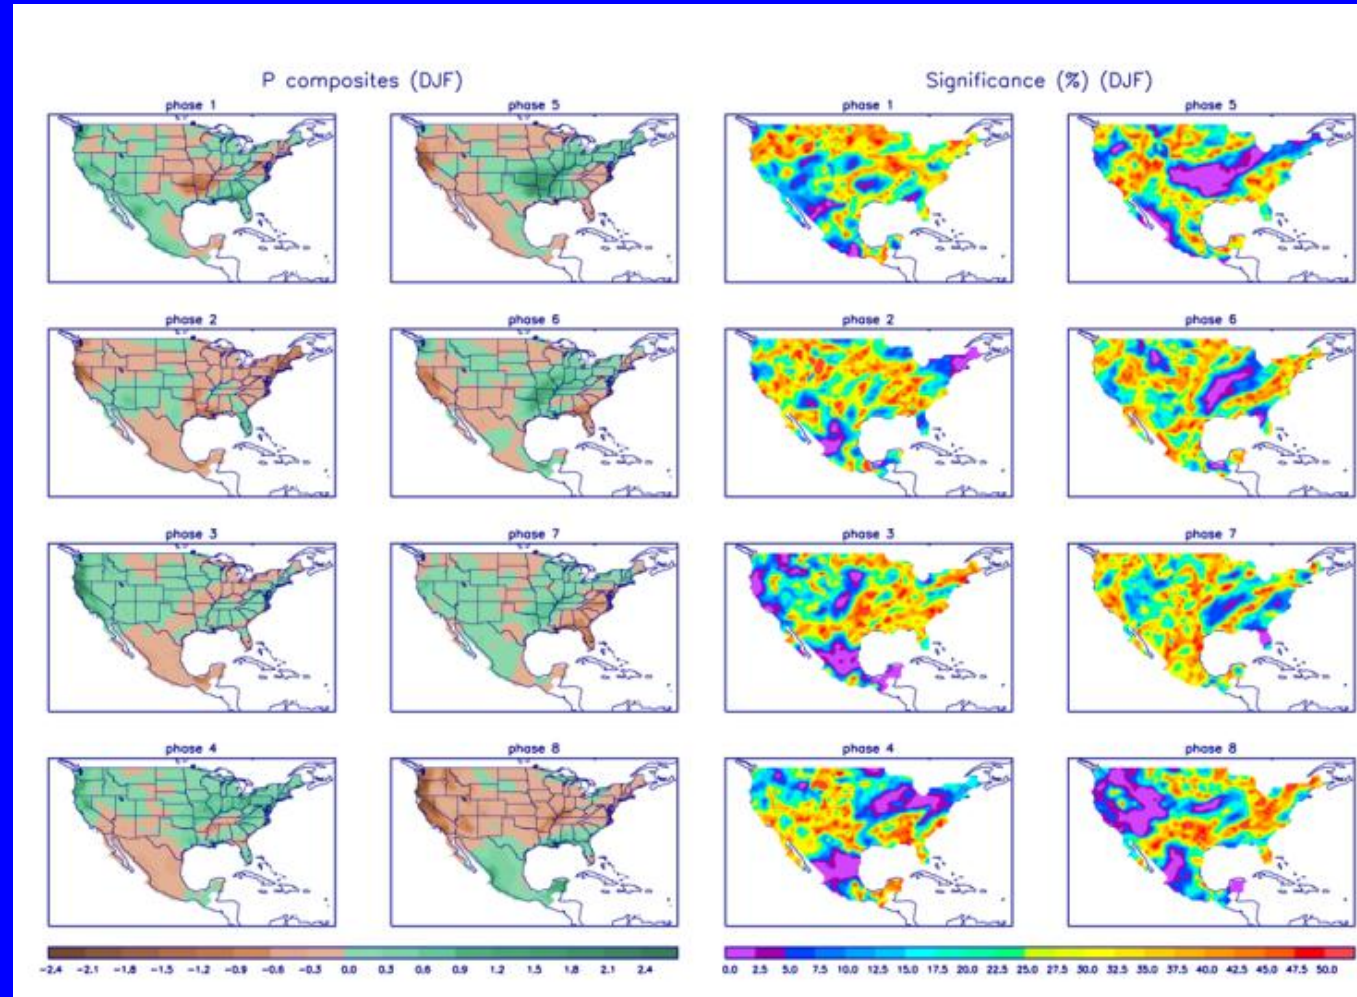 P composites (DJF) Significance (%) (DJF)
phase 1 phase 5 phase 1 phase 5
phase 2 phase 6 phase 2 phase 6
phase 3 phase 7 phase 3 phase 7
phase 4 phase 8 phase 4 phase 8
-2.4 -2.1 -1.8 -1.5 -1.2 -0.9 -0.6 -0.3 0.0 0.3 0.6 0.9 1.2 1.5 1.8 2.1 2.4 0.0 2.5 5.0 7.5 10.0 12.5 15.0 17.5 20.0 22.5 25.0 27.5 30.0 32.5 35.0 37.5 40.0 42.5 45.0 47.5 50.0